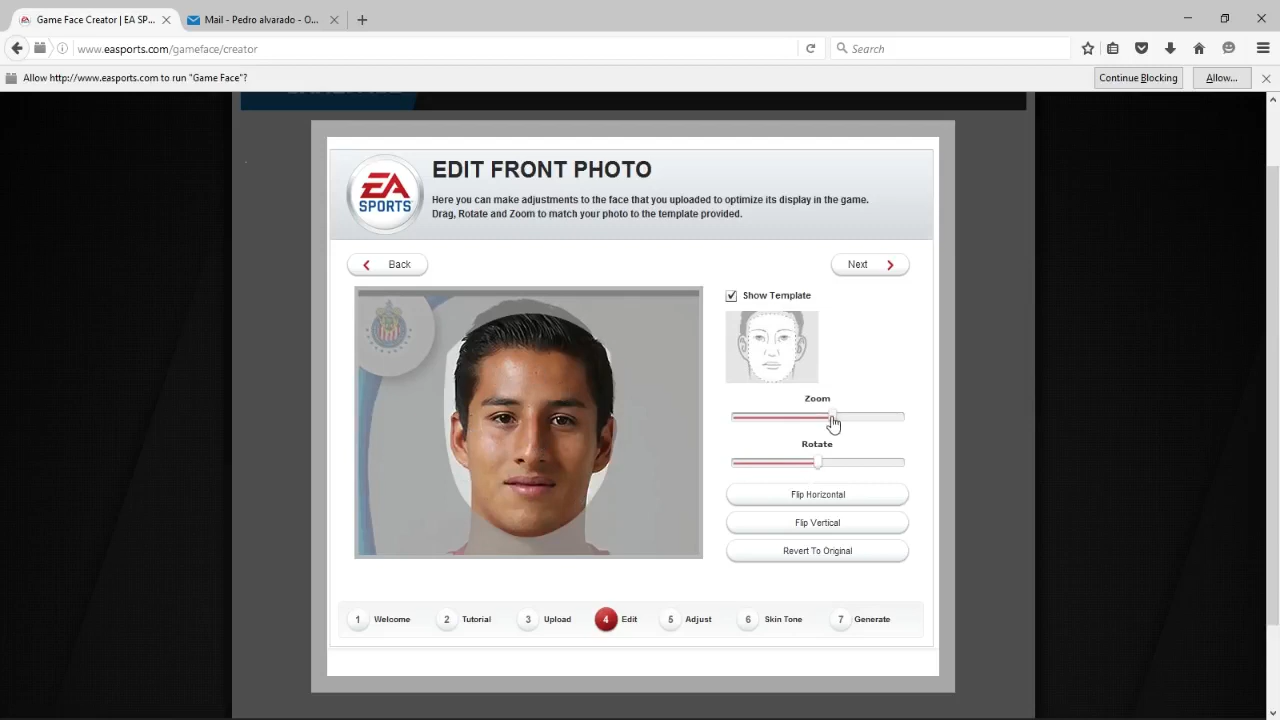 Game Face Creator | EA SP...
Mail - Pedro alvarado - O...
www.easports.com/gameface/creator
Search
Allow http://www.easports.com to run "Game Face"?
Continue Blocking
Allow...
EA
SPORTS
EDIT FRONT PHOTO
Here you can make adjustments to the face that you uploaded to optimize its display in the game.
Drag, Rotate and Zoom to match your photo to the template provided.
Back
Next
Show Template
Zoom
Rotate
Flip Horizontal
Flip Vertical
Revert To Original
1 Welcome 2 Tutorial 3 Upload 4 Edit 5 Adjust 6 Skin Tone 7 Generate